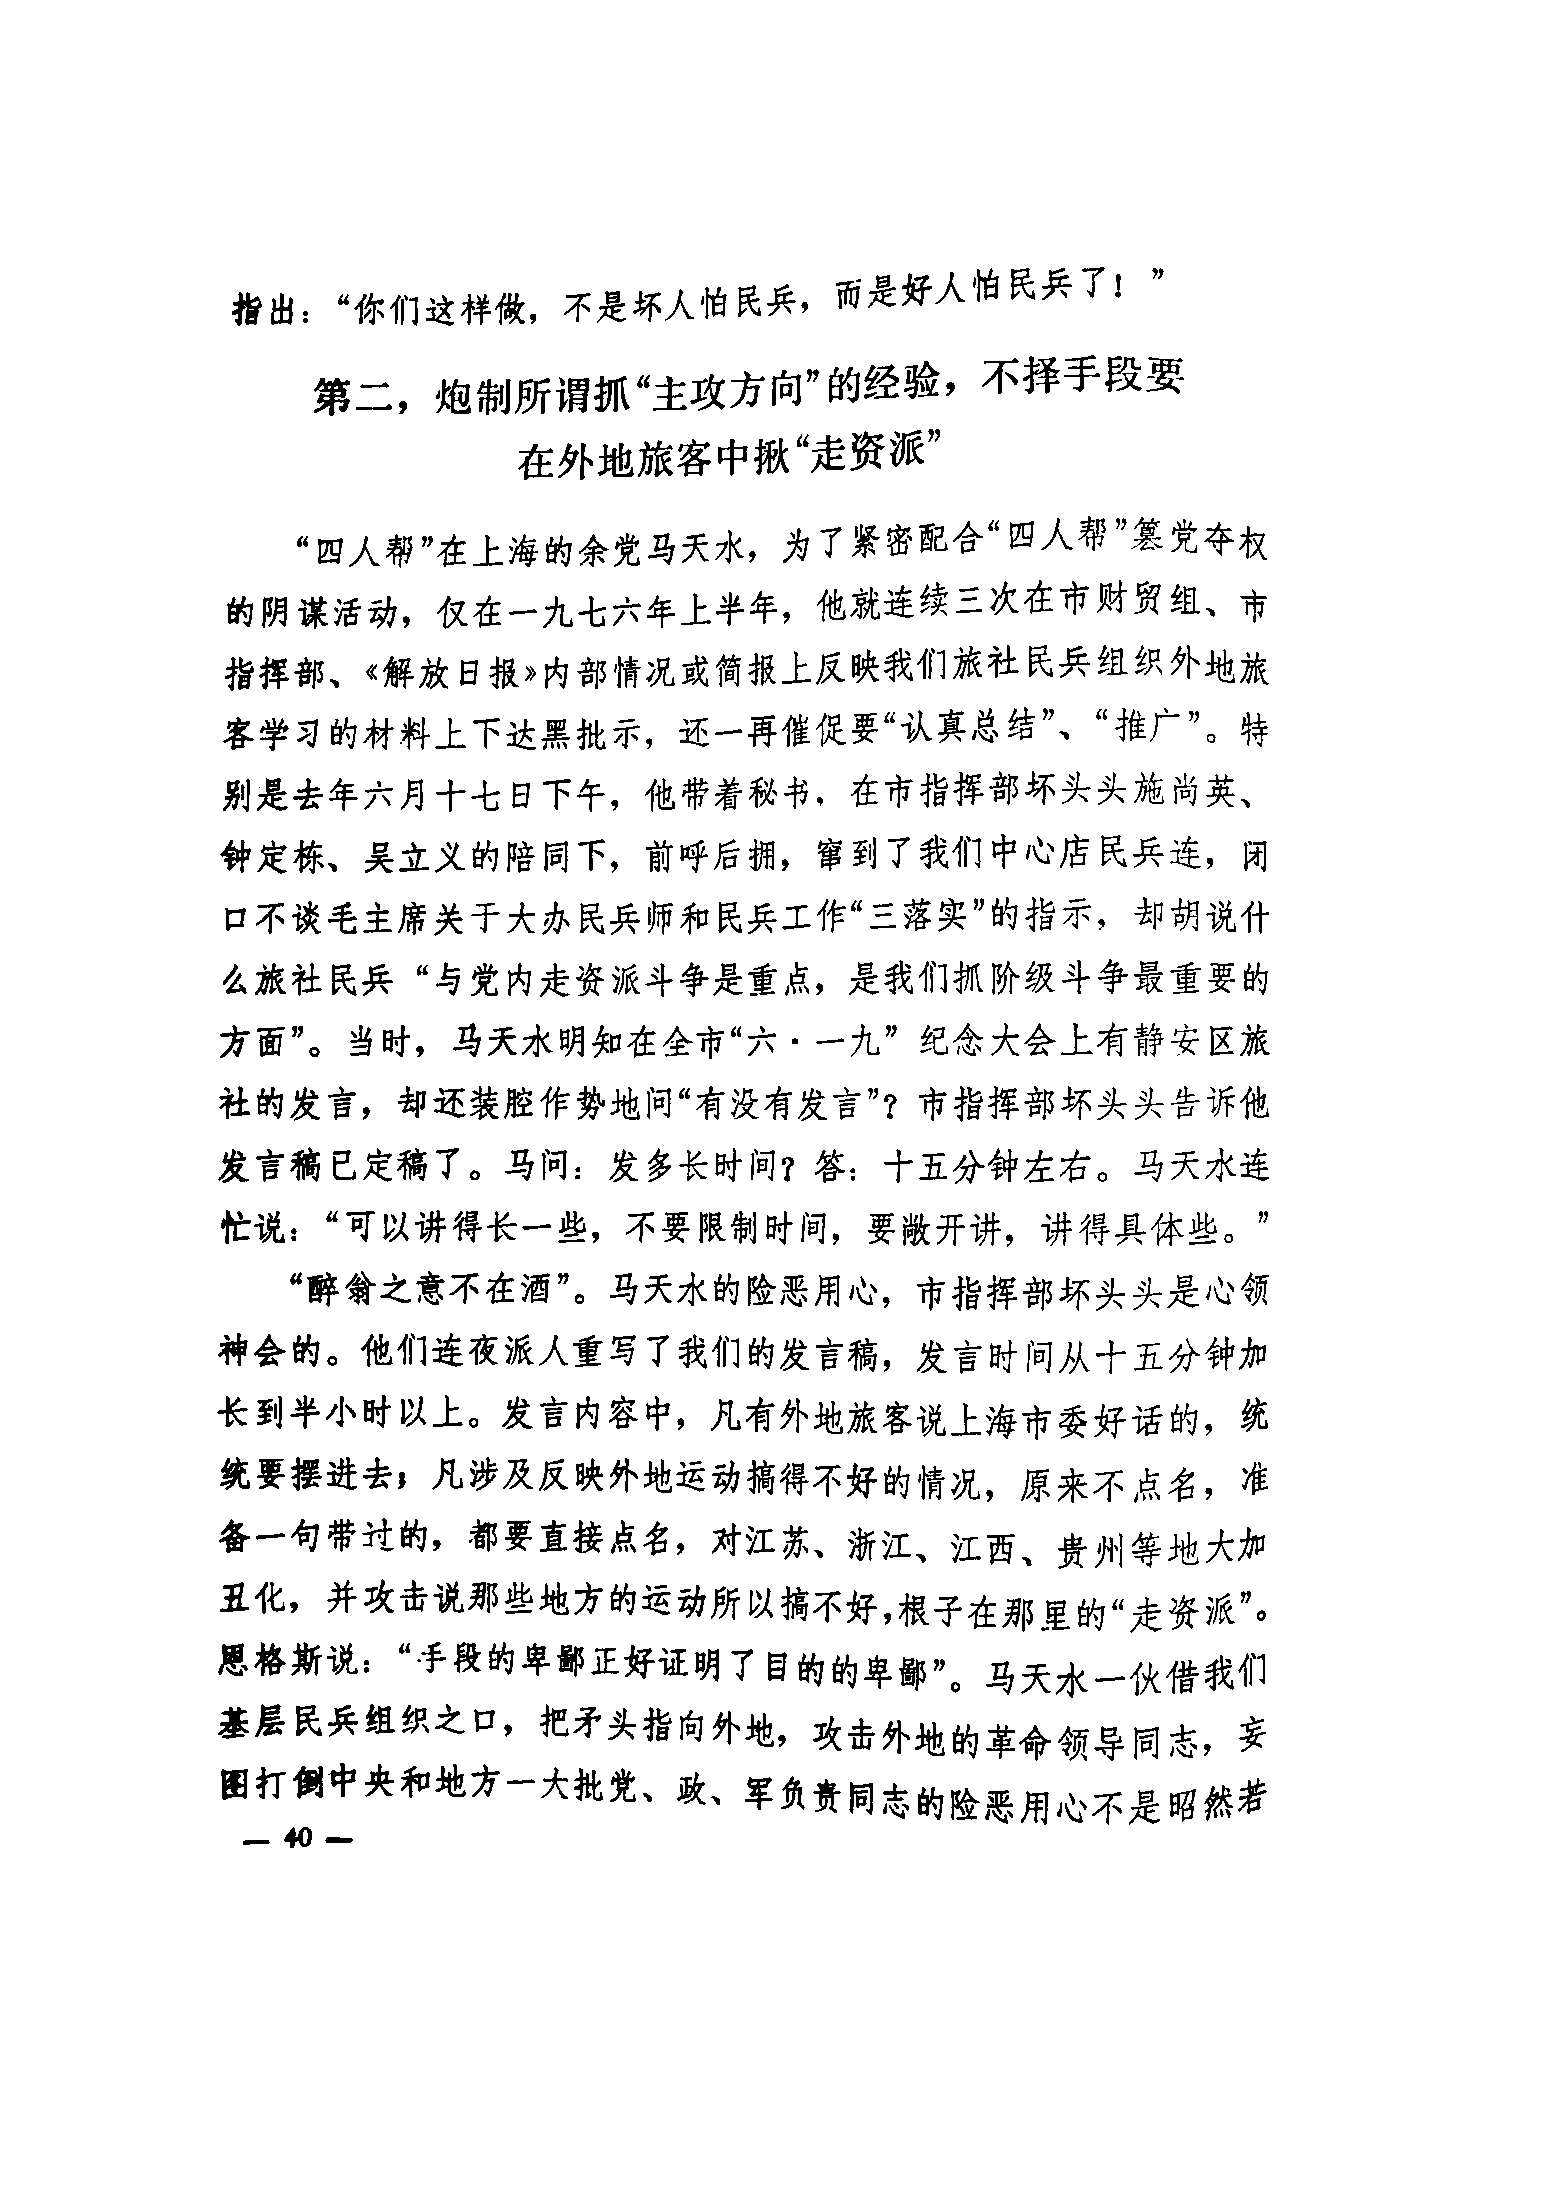 指出：“你们这样做，不是坏人怕民兵，而是好人怕民兵了！”
第二，炮制所谓抓“主攻方向”的经验，不择手段要
在外地旅客中揪“走资派”
“四人帮”在上海的余党马天水，为了紧密配合“四人帮”篡党夺权
的阴谋活动，仅在一九七六年上半年，他就连续三次在市财贸组、市
指挥部、《解放日报》内部情况或简报上反映我们旅社民兵组织外地旅
客学习的材料上下达黑批示，还一再催促要“认真总结”、“推广”。特
别是去年六月十七日下午，他带着秘书，在市指挥部坏头头施尚英、
钟定栋、吴立义的陪同下，前呼后拥，窜到了我们中心店民兵连，闭
口不谈毛主席关于大办民兵师和民兵工作“三落实”的指示，却胡说什
么旅社民兵“与党内走资派斗争是重点，是我们抓阶级斗争最重要的
方面”。当时，马天水明知在全市“六·一九”纪念大会上有静安区旅
社的发言，却还装腔作势地问“有没有发言”？市指挥部坏头头告诉他
发言稿已定稿了。马问：发多长时间？答：十五分钟左右。马天水连
忙说：“可以讲得长一些，不要限制时间，要敞开讲，讲得具体些。”
“醉翁之意不在酒”。马天水的险恶用心，市指挥部坏头头是心领
神会的。他们连夜派人重写了我们的发言稿，发言时间从十五分钟加
长到半小时以上。发言内容中，凡有外地旅客说上海市委好话的，统
统要摆进去；凡涉及反映外地运动搞得不好的情况，原来不点名，准
备一句带过的，都要直接点名，对江苏、浙江、江西、贵州等地大加
丑化，并攻击说那些地方的运动所以搞不好，根子在那里的“走资派”。
恩格斯说：“手段的卑鄙正好证明了目的的卑鄙”。马天水一伙借我们
基层民兵组织之口，把矛头指向外地，攻击外地的革命领导同志，妄
图打倒中央和地方一大批党、政、军负责同志的险恶用心不是昭然若
— 40 —